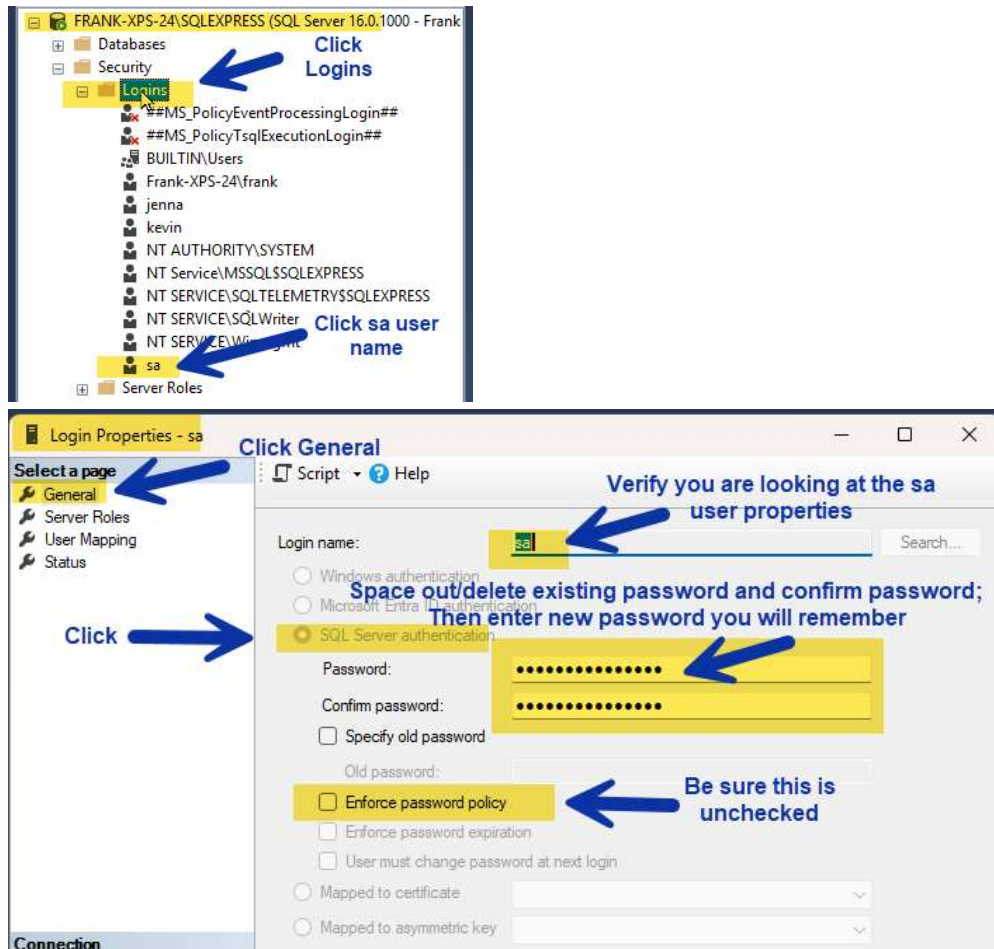 FRANK-XPS-24\SQLEXPRESS (SQL Server 16.0.1000 - Frank
Databases
Click
Logins
Security
Logins
##MS_PolicyEventProcessingLogin##
##MS_PolicyTsqlExecutionLogin##
BUILTIN\Users
Frank-XPS-24\frank
jenna
kevin
NT AUTHORITY\SYSTEM
NT Service\MSSQL$SQLEXPRESS
NT SERVICE\SQLTELEMETRY$SQLEXPRESS
NT SERVICE\SQLWriter
Click sa user
name
NT SERVICE\
sa
Server Roles
Login Properties - sa
Click General
Select a page
General
Server Roles
User Mapping
Status
Script
Help
Verify you are looking at the sa
user properties
Login name:
sa
Search...
Windows authentication
Space out/delete existing password and confirm password;
Microsoft Entra ID authentication
Then enter new password you will remember
Click
SQL Server authentication
Password:
Confirm password:
Specify old password
Old password:
Be sure this is
unchecked
Enforce password policy
Enforce password expiration
User must change password at next login
Mapped to certificate
Mapped to asymmetric key
Connection